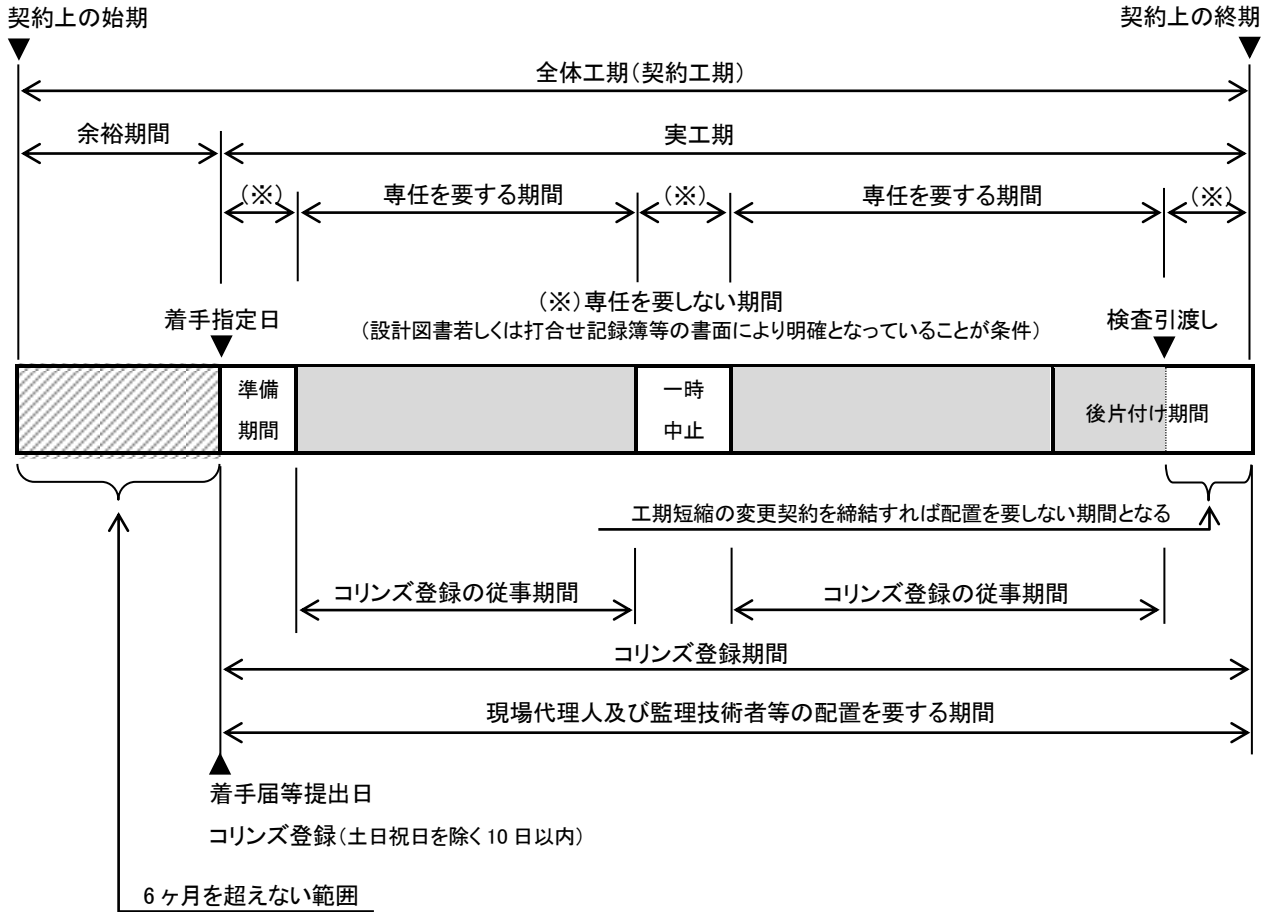 契約上の始期
契約上の終期
全体工期(契約工期)
余裕期間
実工期
(※)
専任を要する期間
(※)
専任を要する期間
(※)
(※)専任を要しない期間
着手指定日
(設計図書若しくは打合せ記録簿等の書面により明確となっていることが条件)
検査引渡し
準備
期間
一時
中止
後片付け期間
工期短縮の変更契約を締結すれば配置を要しない期間となる
コリンズ登録の従事期間
コリンズ登録の従事期間
コリンズ登録期間
現場代理人及び監理技術者等の配置を要する期間
着手届等提出日
コリンズ登録(土日祝日を除く 10 日以内)
6 ヶ月を超えない範囲